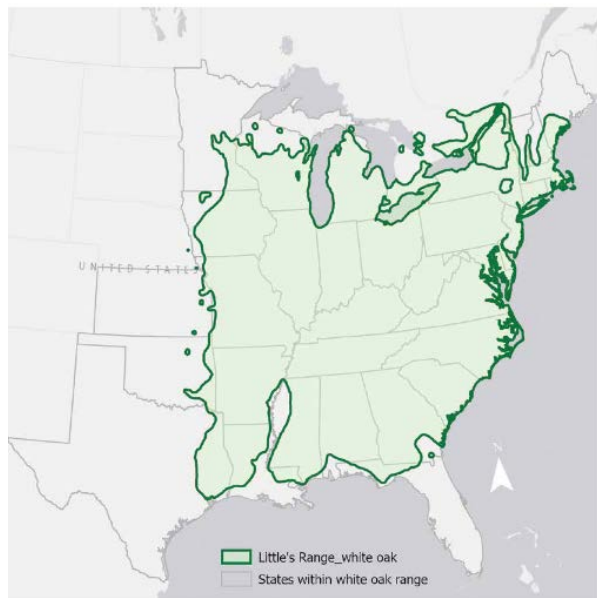 UNITED STATES
N
Little's Range_white oak
States within white oak range